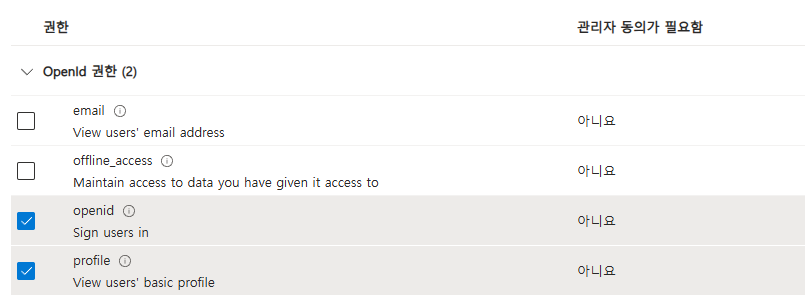 권한 관리자 동의가 필요함
OpenId 권한 (2)
email
View users' email address
아니요
offline_access
Maintain access to data you have given it access to
아니요
openid
Sign users in
아니요
profile
View users' basic profile
아니요